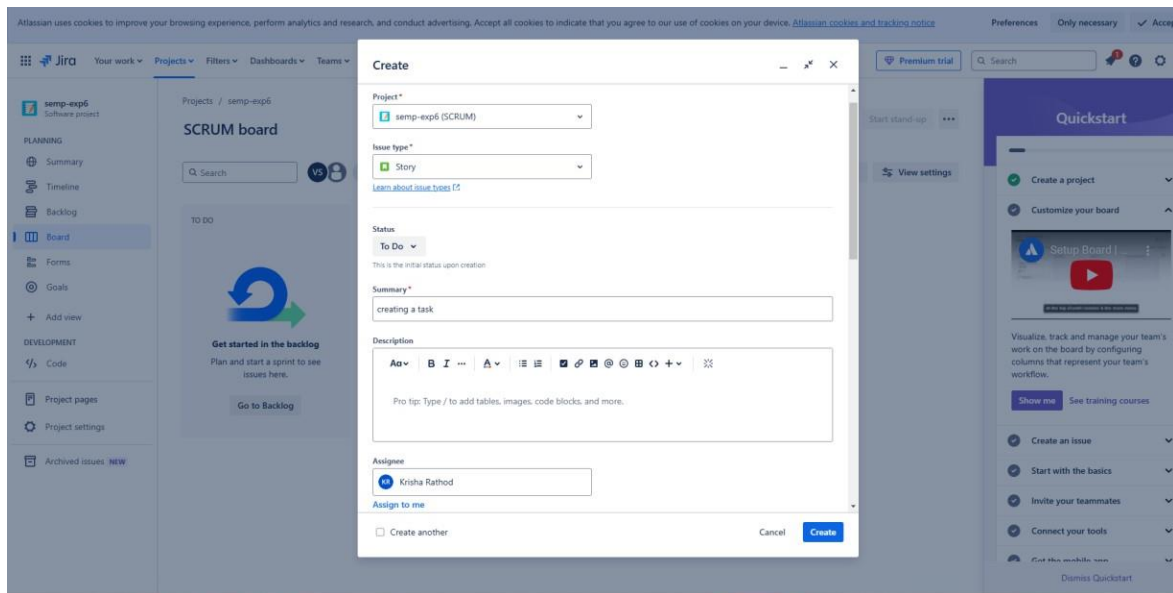 Atlassian uses cookies to improve your browsing experience, perform analytics and research, and conduct advertising. Accept all cookies to indicate that you agree to our use of cookies on your device. Atlassian cookies and tracking notice
Preferences
Only necessary
Jira
Your work
Projects
Filters
Dashboards
Teams
Premium trial
Search
semp-exp6
Software project
PLANNING
Summary
Timeline
Backlog
Board
Forms
Goals
Add view
DEVELOPMENT
Code
Project pages
Project settings
Archived issues NEW
Projects / semp-exp6
SCRUM board
Search
VS
TO DO
Get started in the backlog
Plan and start a sprint to see
issues here.
Go to Backlog
Create
Project *
semp-exp6 (SCRUM)
Issue type *
Story
Learn about issue types
Status
To Do
This is the initial status upon creation
Summary *
creating a task
Description
Aa
B I ... A
Pro tip: Type / to add tables, images, code blocks, and more.
Assignee
KR Krisha Rathod
Assign to me
Create another
Cancel
Create
Start stand-up
View settings
Quickstart
Create a project
Customize your board
Setup Board |
Visualize, track and manage your team's
work on the board by configuring
columns that represent your team's
workflow.
Show me
See training courses
Create an issue
Start with the basics
Invite your teammates
Connect your tools
Get the mobile app
Dismiss Quickstart